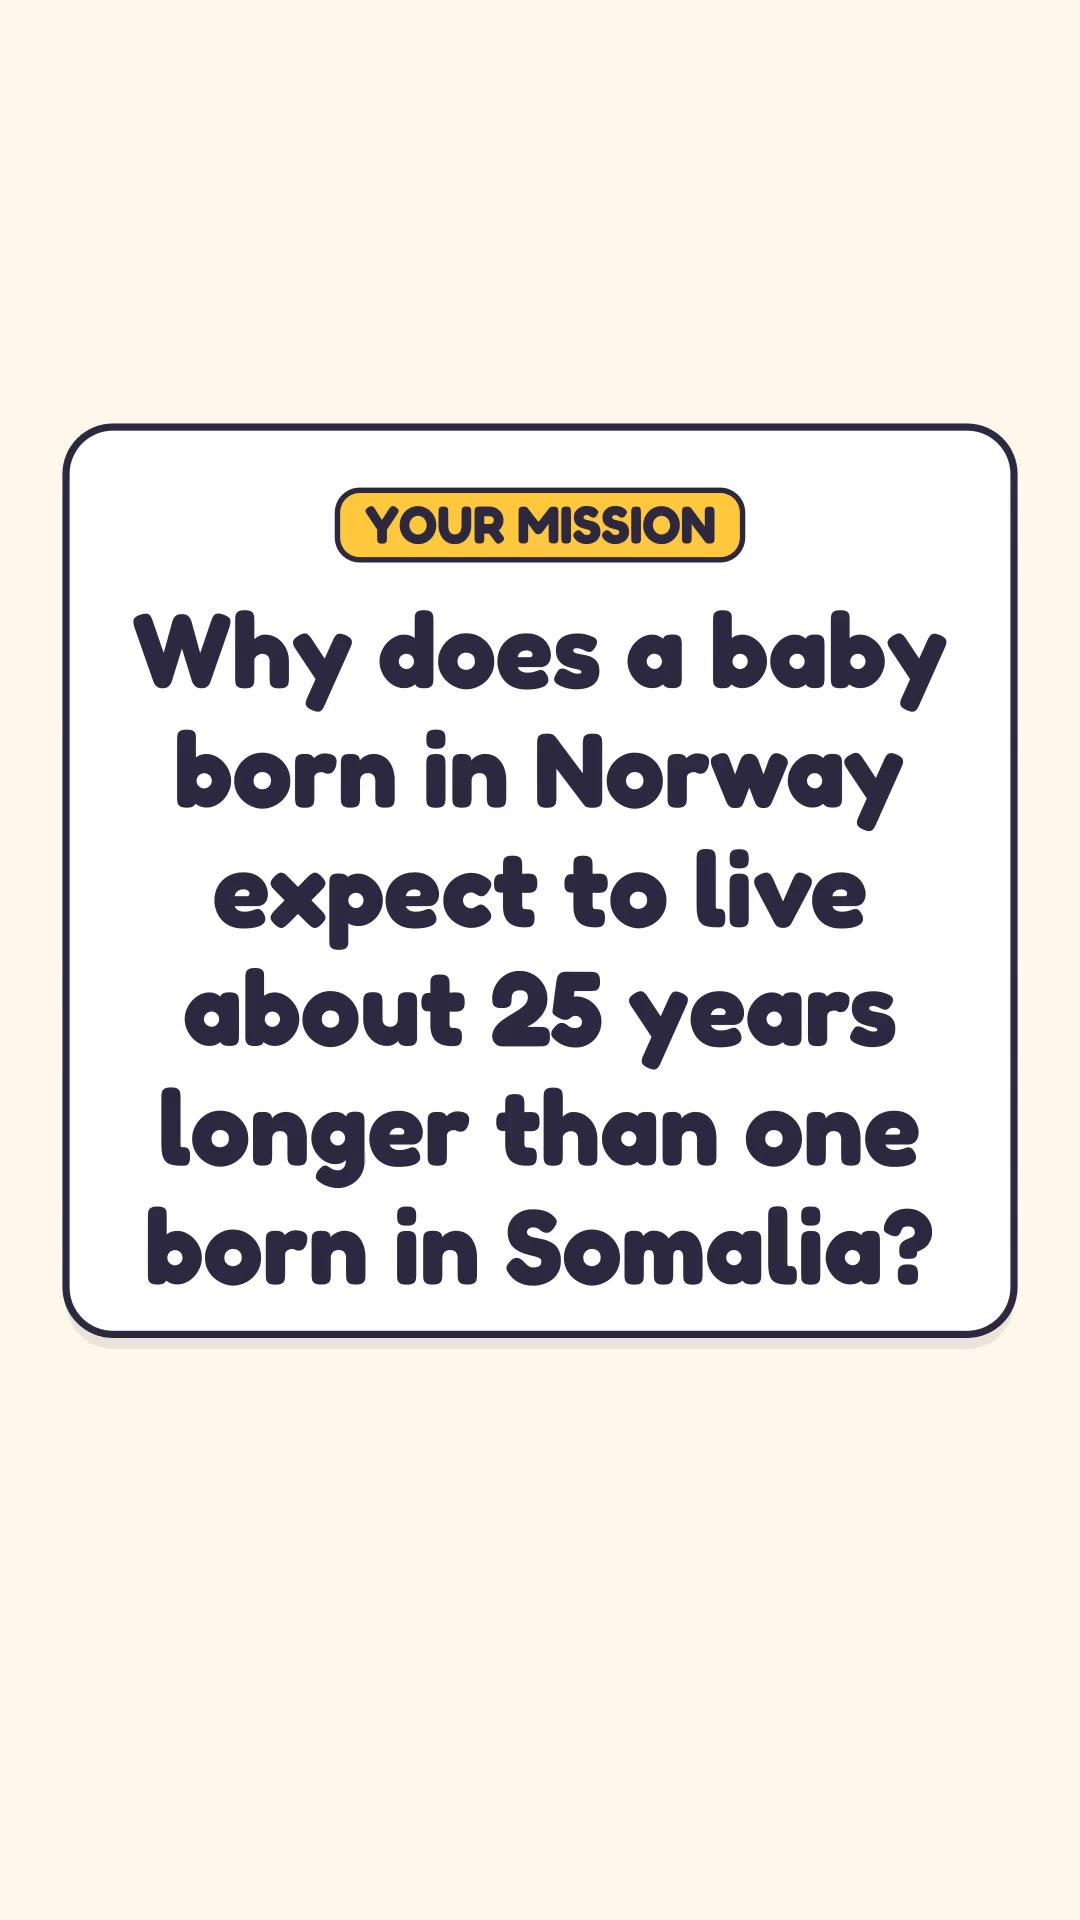 YOUR MISSION
Why does a baby
born in Norway
expect to live
about 25 years
longer than one
born in Somalia?